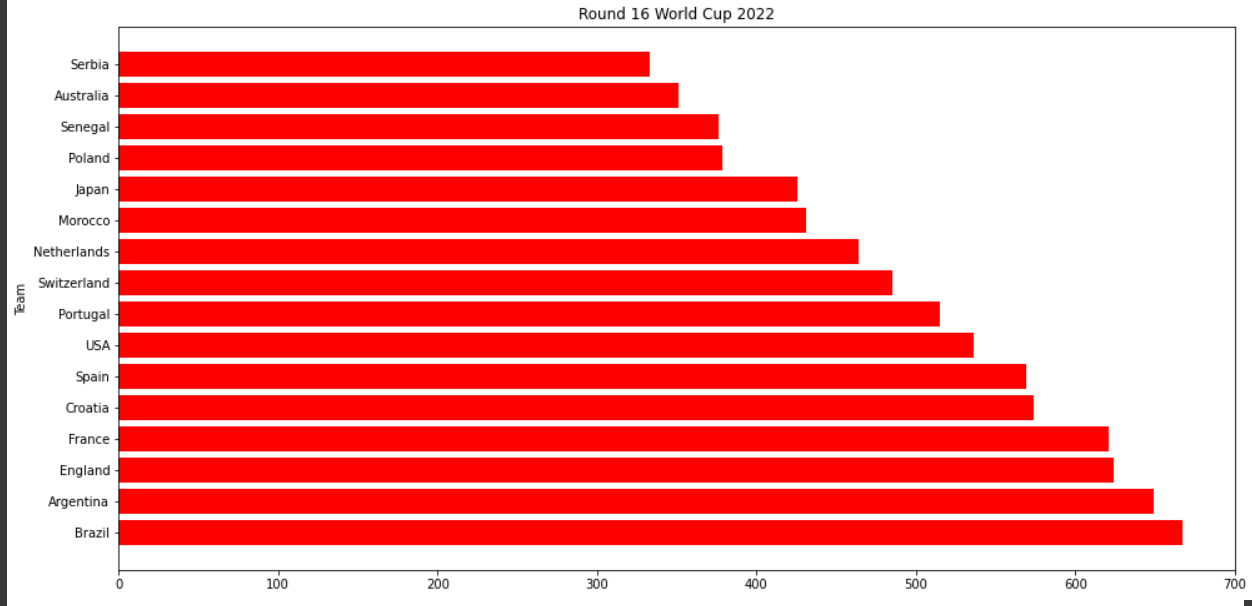 Round 16 World Cup 2022
Team
Serbia
Australia
Senegal
Poland
Japan
Morocco
Netherlands
Switzerland
Portugal
USA
Spain
Croatia
France
England
Argentina
Brazil
0 100 200 300 400 500 600 700